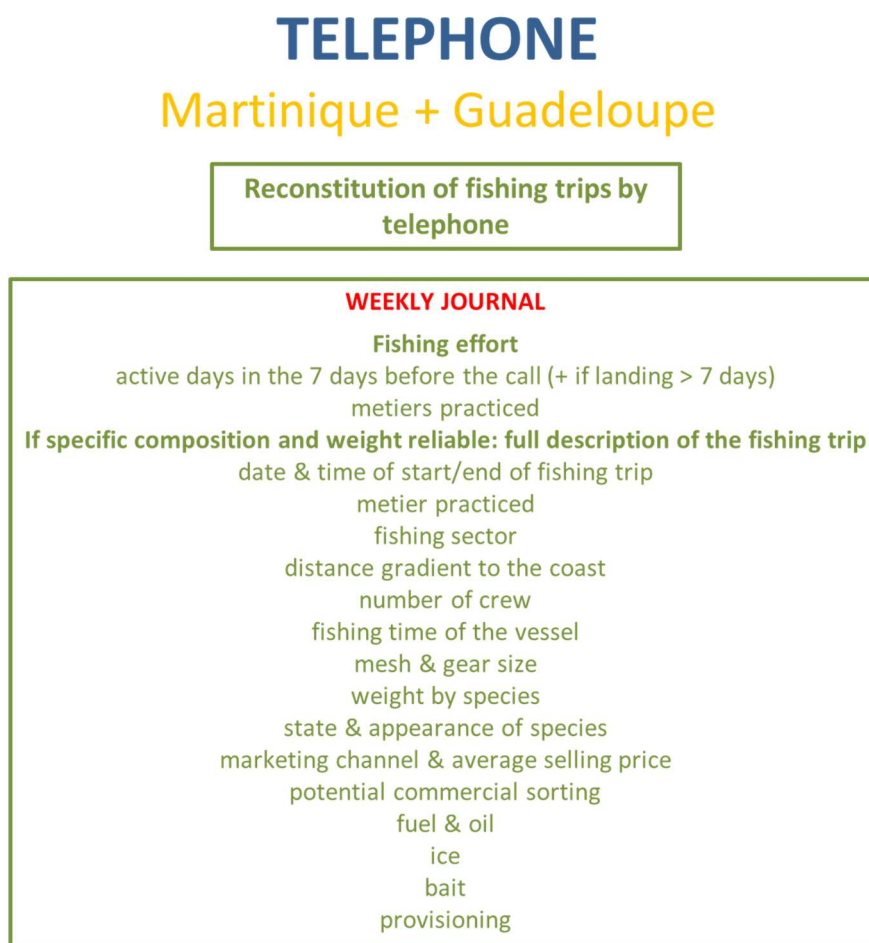 TELEPHONE
Martinique + Guadeloupe
Reconstitution of fishing trips by
telephone
WEEKLY JOURNAL
Fishing effort
active days in the 7 days before the call (+ if landing > 7 days)
metiers practiced
If specific composition and weight reliable: full description of the fishing trip
date & time of start/end of fishing trip
metier practiced
fishing sector
distance gradient to the coast
number of crew
fishing time of the vessel
mesh & gear size
weight by species
state & appearance of species
marketing channel & average selling price
potential commercial sorting
fuel & oil
ice
bait
provisioning